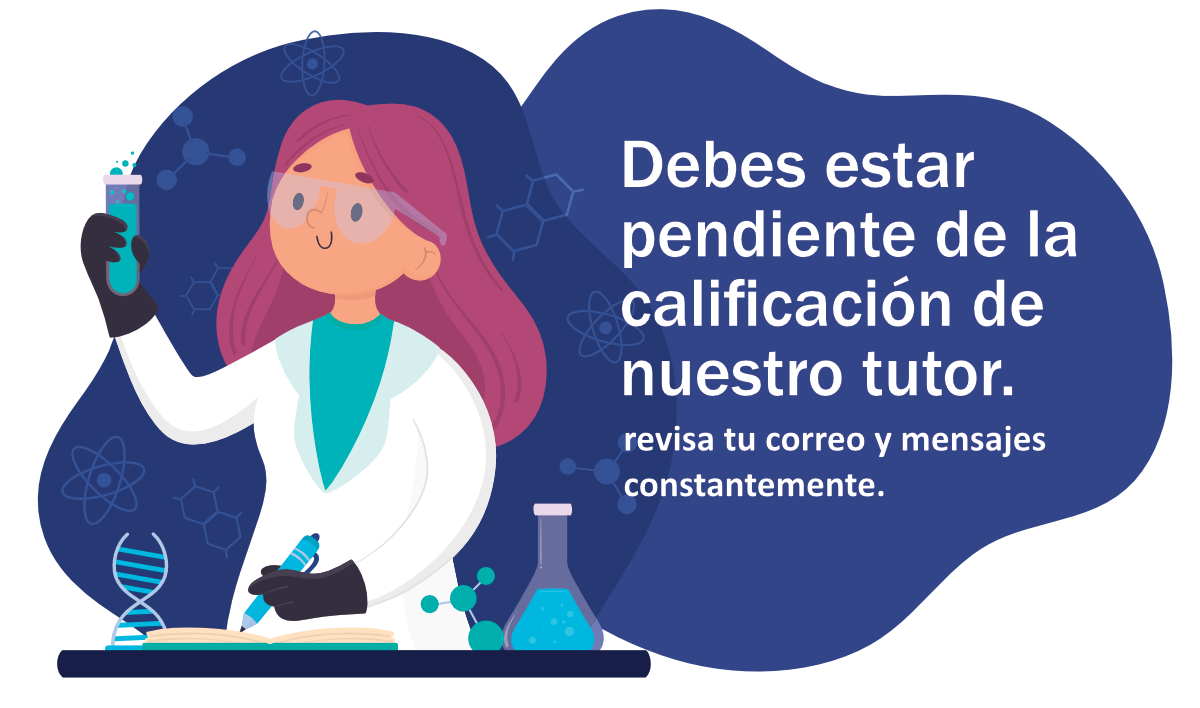 Debes estar
pendiente de la
calificación de
nuestro tutor.
revisa tu correo y mensajes
constantemente.